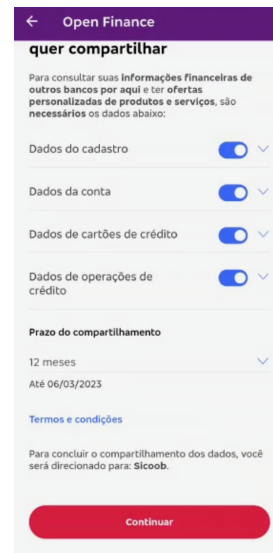 Open Finance
quer compartilhar
Para consultar suas informações financeiras de
outros bancos por aqui e ter ofertas
personalizadas de produtos e serviços, são
necessários os dados abaixo:
Dados do cadastro
Dados da conta
Dados de cartões de crédito
Dados de operações de
crédito
Prazo do compartilhamento
12 meses
Até 06/03/2023
Termos e condições
Para concluir o compartilhamento dos dados, você
será direcionado para: Sicoob.
Continuar